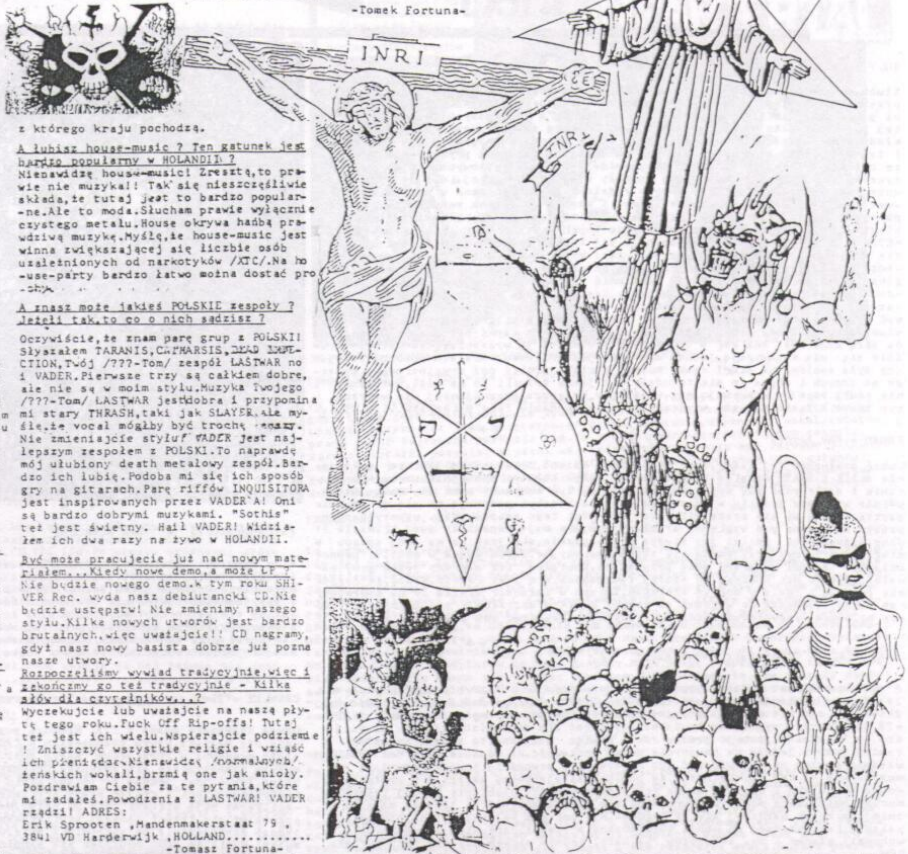 -Tomek Fortuna-
INRI
INRI
z którego kraju pochodzą.
A lubisz house-music ? Ten gatunek jest
bardzo popularny w HOLANDII ?
Nienawidzę house-music! Zresztą,to pra-
wie nie muzyka!! Tak się nieszczęśliwie
składa,że tutaj jest to bardzo popular-
-ne.Ale to moda.Słucham prawie wyłącznie
czystego metalu.House okrywa hańbą pra-
wdziwą muzykę.Myślę,że house-music jest
winna zwiększającej się liczbie osób
uzależnionych od narkotyków /XTC/.Na ho
-use-party bardzo łatwo można dostać pro
-chy.
A znasz może jakieś POLSKIE zespoły ?
Jeżeli tak,to co o nich sądzisz ?
Oczywiście,że znam parę grup z POLSKI!
Słyszałem TARANIS,CATHARSIS,
CTION,Twój /???-Tom/ zespół LASTWAR no
i VADER.Pierwsze trzy są całkiem dobre,
ale nie są w moim stylu.Muzyka Twojego
/???-Tom/ LASTWAR jest dobra i przypomina
mi stary THRASH,taki jak SLAYER.Ale my-
ślę,że vocal mógłby być trochę
Nie zmieniajcie stylu! VADER jest naj-
lepszym zespołem z POLSKI.To naprawdę
mój ulubiony death metalowy zespół.Bar-
dzo ich lubię.Podoba mi się ich sposób
gry na gitarach.Parę riffów INQUISITORA
jest inspirowanych przez VADER'A! Oni
są bardzo dobrymi muzykami. "Sothis"
też jest świetny. Hail VADER! Widzia-
łem ich dwa razy na żywo w HOLANDII.
Być może pracujecie już nad nowym mate-
riałem...Kiedy nowe demo,a może LP ?
Nie będzie nowego demo.W tym roku SHI-
VER Rec. wyda nasz debiutancki CD.Nie
będzie ustępstw! Nie zmienimy naszego
stylu.Kilka nowych utworów jest bardzo
brutalnych,więc uważajcie!! CD nagramy,
gdyż nasz nowy basista dobrze już pozna
nasze utwory.
Rozpoczęliśmy wywiad tradycyjnie,więc i
zakończmy go też tradycyjnie - Kilka
słów dla czytelników...?
Wyczekujcie lub uważajcie na naszą pły-
tę tego roku.Fuck Off Rip-offs! Tutaj
też jest ich wielu.Wspierajcie podziemie
! Zniszczyć wszystkie religie i wziąść
ich pieniądze.Nienawidzę /normalnych/
żeńskich wokali,brzmią one jak anioły.
Pozdrawiam Ciebie za te pytania,które
mi zadałeś.Powodzenia z LASTWAR! VADER
rządzi! ADRES:
Erik Sprooten ,Mandenmakerstaat 79 ,
3841 VD Harderwijk ,HOLLAND............
-Tomasz Fortuna-